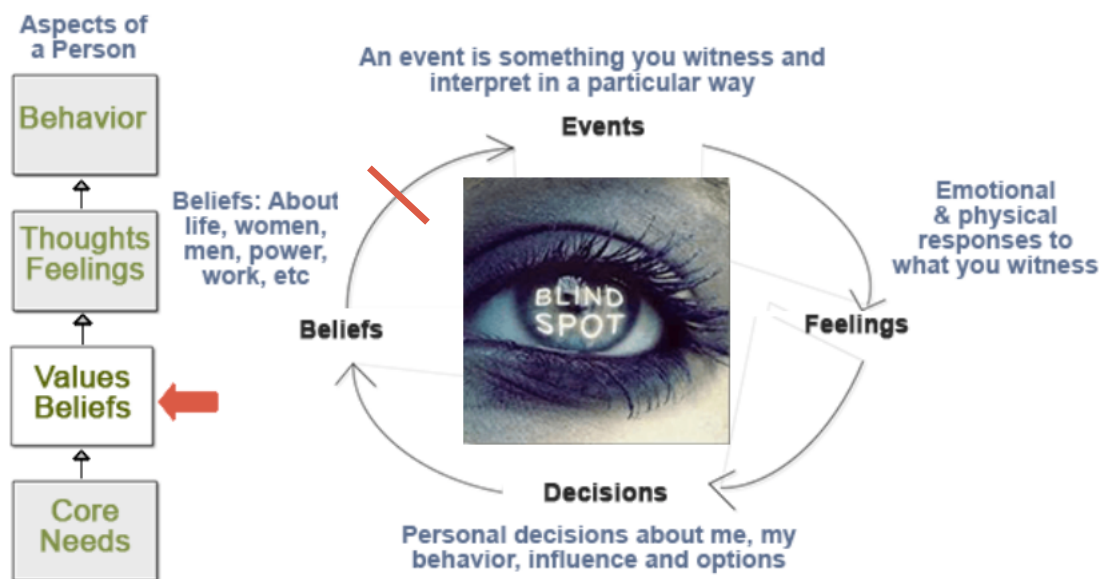 Aspects of
a Person
Behavior
Thoughts
Feelings
Values
Beliefs
Core
Needs
An event is something you witness and
interpret in a particular way
Events
Beliefs: About
life, women,
men, power,
work, etc
Emotional
& physical
responses to
what you witness
BLIND
SPOT
Beliefs
Feelings
Decisions
Personal decisions about me, my
behavior, influence and options